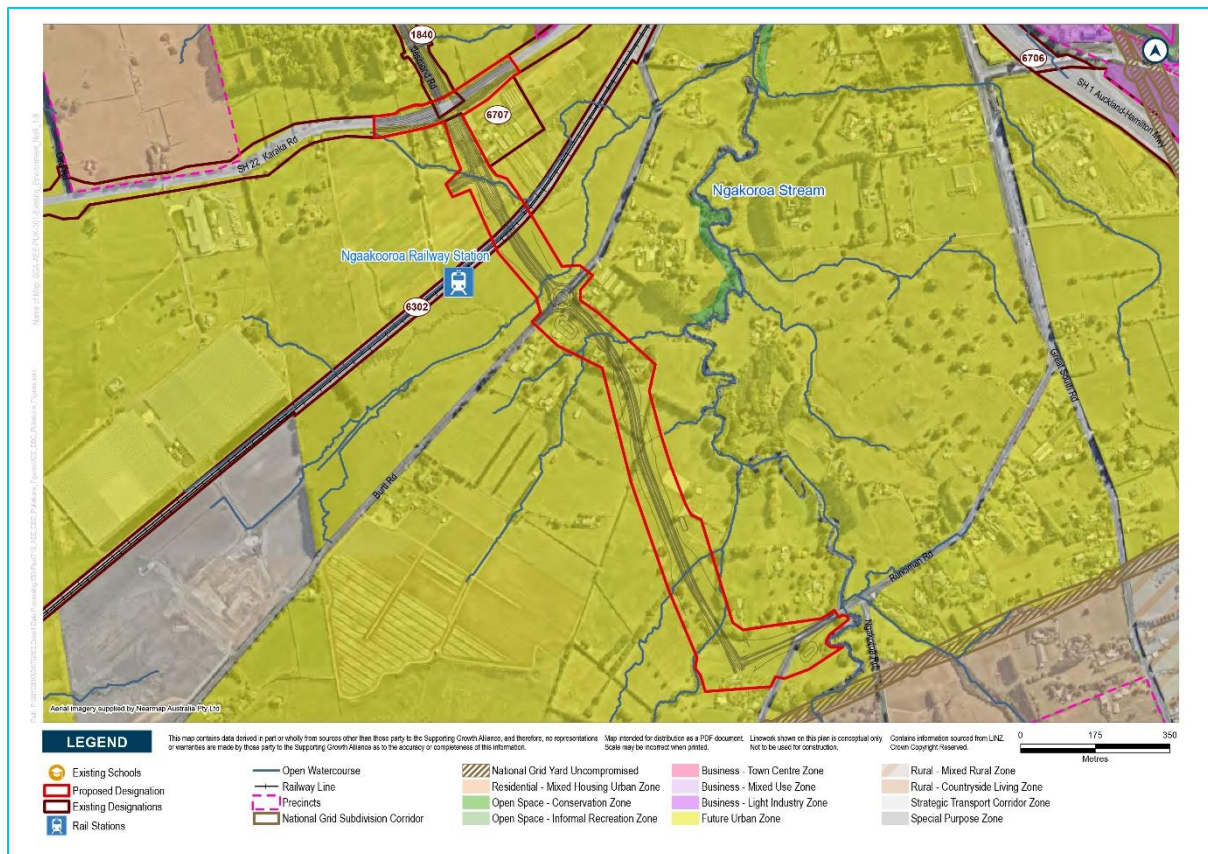 1840
Jesmond Rd
6706
SH 1 Auckland-Hamilton Mwy
6707
SH 22 Karaka Rd
Ngakoroa Stream
Ngaakooroa Railway Station
6302
Great South Rd
Burtt Rd
Runciman Rd
Ngakoroa Rd
Aerial imagery supplied by Nearmap Australia Pty Ltd
LEGEND
This map contains data derived in part or wholly from sources other than those party to the Supporting Growth Alliance, and therefore, no representations
or warranties are made by those party to the Supporting Growth Alliance as to the accuracy or completeness of this information.
Map intended for distribution as a PDF document.
Scale may be incorrect when printed.
Linework shown on this plan is conceptual only.
Not to be used for construction.
Contains information sourced from LINZ.
Crown Copyright Reserved.
0 175 350
Metres
Existing Schools
Proposed Designation
Existing Designations
Rail Stations
Open Watercourse
Railway Line
Precincts
National Grid Subdivision Corridor
National Grid Yard Uncompromised
Residential - Mixed Housing Urban Zone
Open Space - Conservation Zone
Open Space - Informal Recreation Zone
Business - Town Centre Zone
Business - Mixed Use Zone
Business - Light Industry Zone
Future Urban Zone
Rural - Mixed Rural Zone
Rural - Countryside Living Zone
Strategic Transport Corridor Zone
Special Purpose Zone